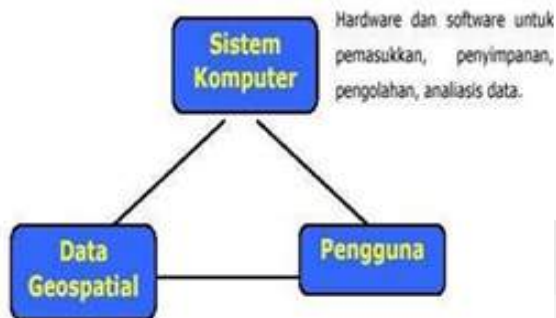 Sistem
Komputer
Hardware dan software untuk
pemasukkan, penyimpanan,
pengolahan, analiasis data.
Data
Geospatial
Pengguna